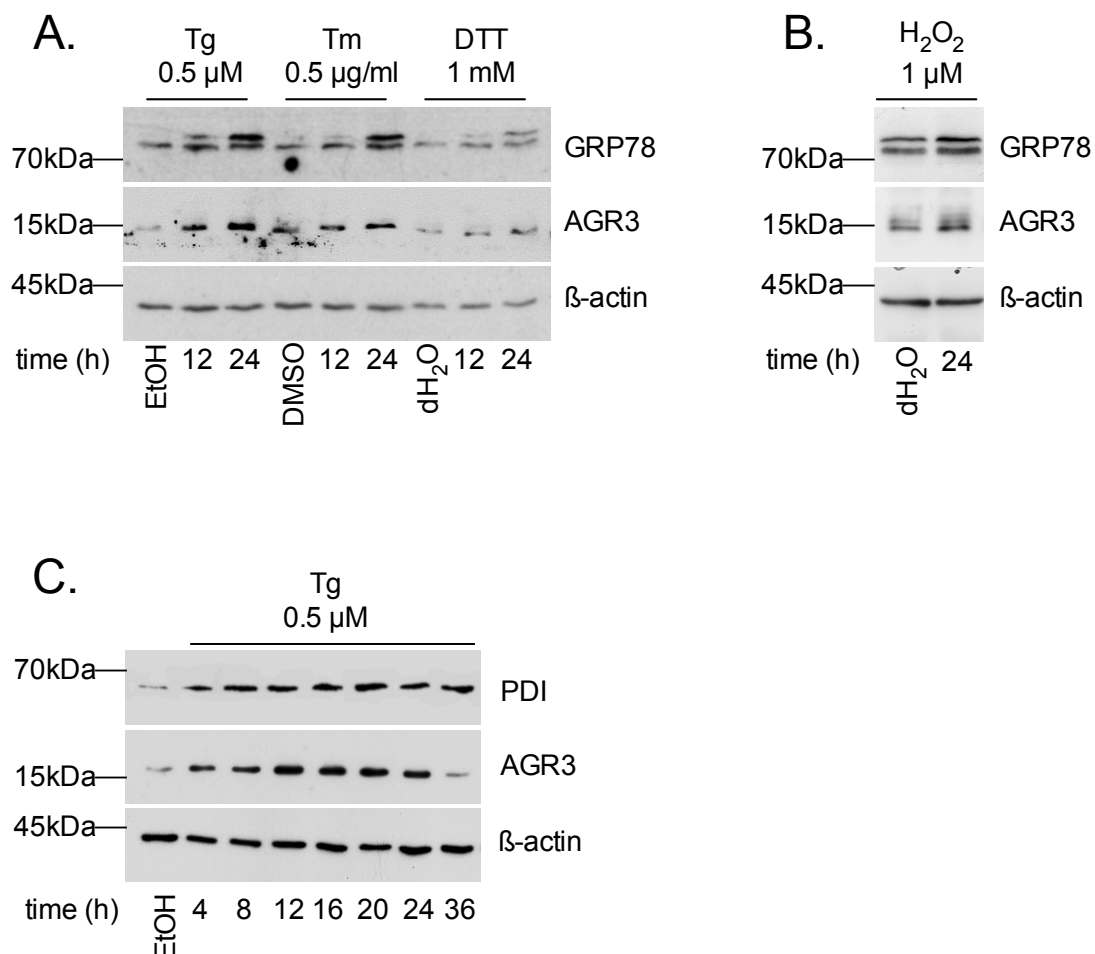 A.
Tg Tm DTT
0.5 µM 0.5 µg/ml 1 mM
70kDa GRP78
15kDa AGR3
45kDa ß-actin
time (h) EtOH 12 24 DMSO 12 24 dH₂O 12 24
B.
H₂O₂
1 µM
70kDa GRP78
15kDa AGR3
45kDa ß-actin
time (h) dH₂O 24
C.
Tg
0.5 µM
70kDa PDI
15kDa AGR3
45kDa ß-actin
time (h) EtOH 4 8 12 16 20 24 36